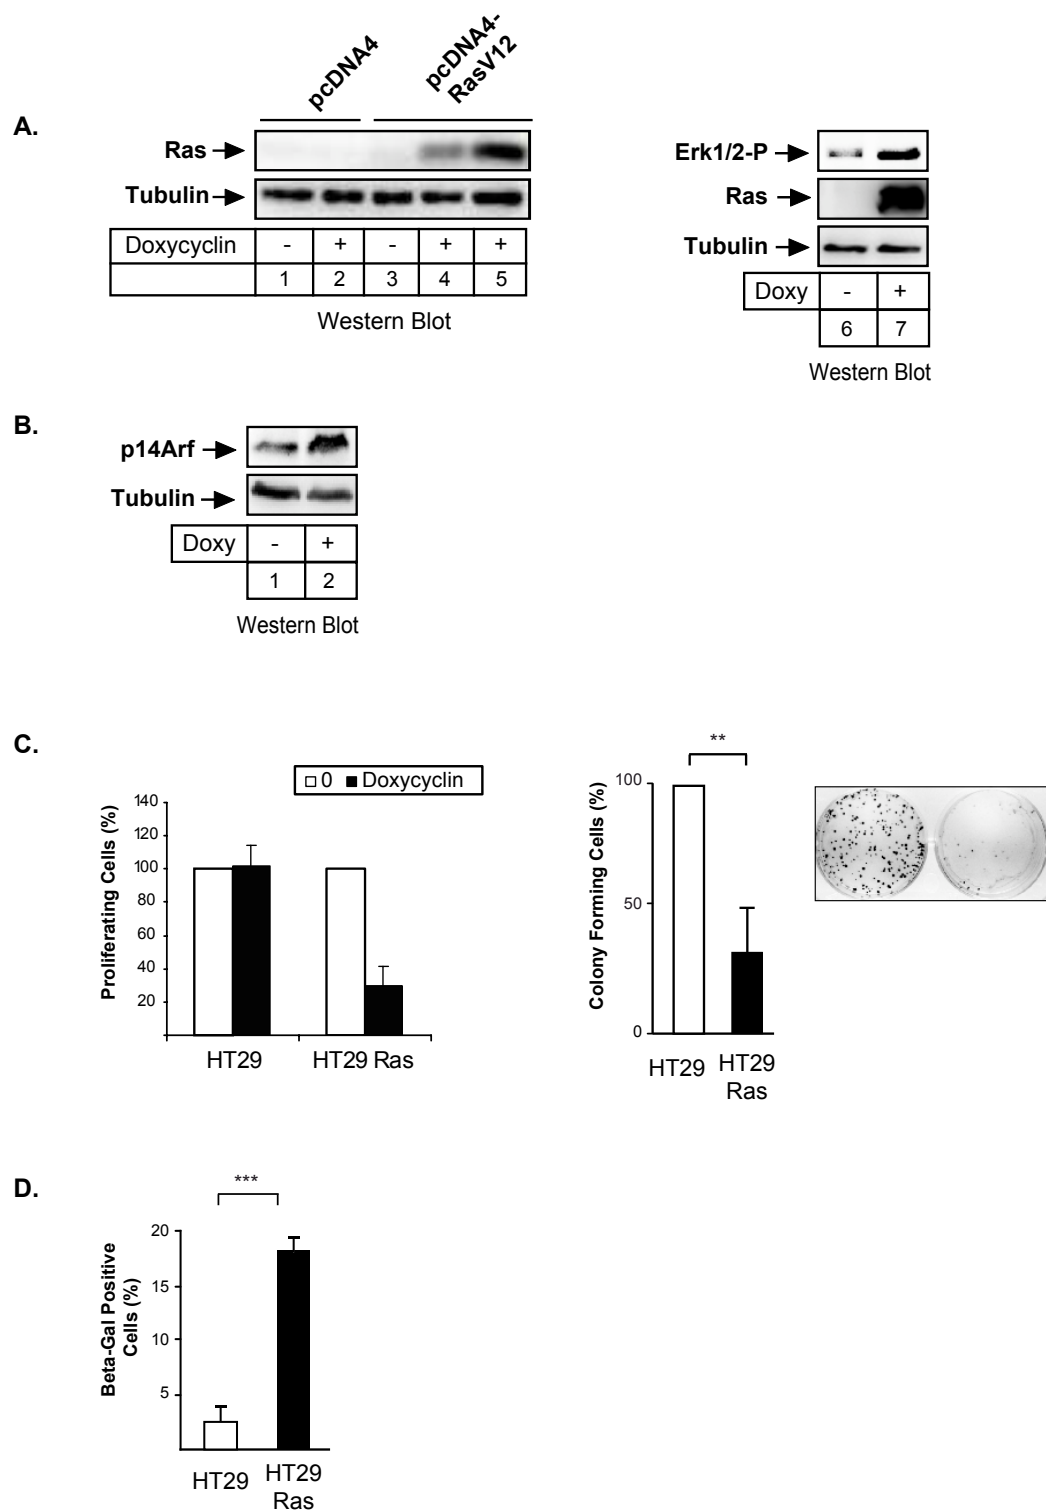 pcDNA4
pcDNA4-
RasV12
A.
Ras
Tubulin
Doxycyclin - + - + +
1 2 3 4 5
Western Blot
Erk1/2-P
Ras
Tubulin
Doxy - +
6 7
Western Blot
B.
p14Arf
Tubulin
Doxy - +
1 2
Western Blot
C.
0 Doxycyclin
Proliferating Cells (%)
140
120
100
80
60
40
20
HT29 HT29 Ras
**
Colony Forming Cells (%)
100
50
0
HT29 HT29
Ras
D.
***
Beta-Gal Positive
Cells (%)
20
15
10
5
HT29 HT29
Ras